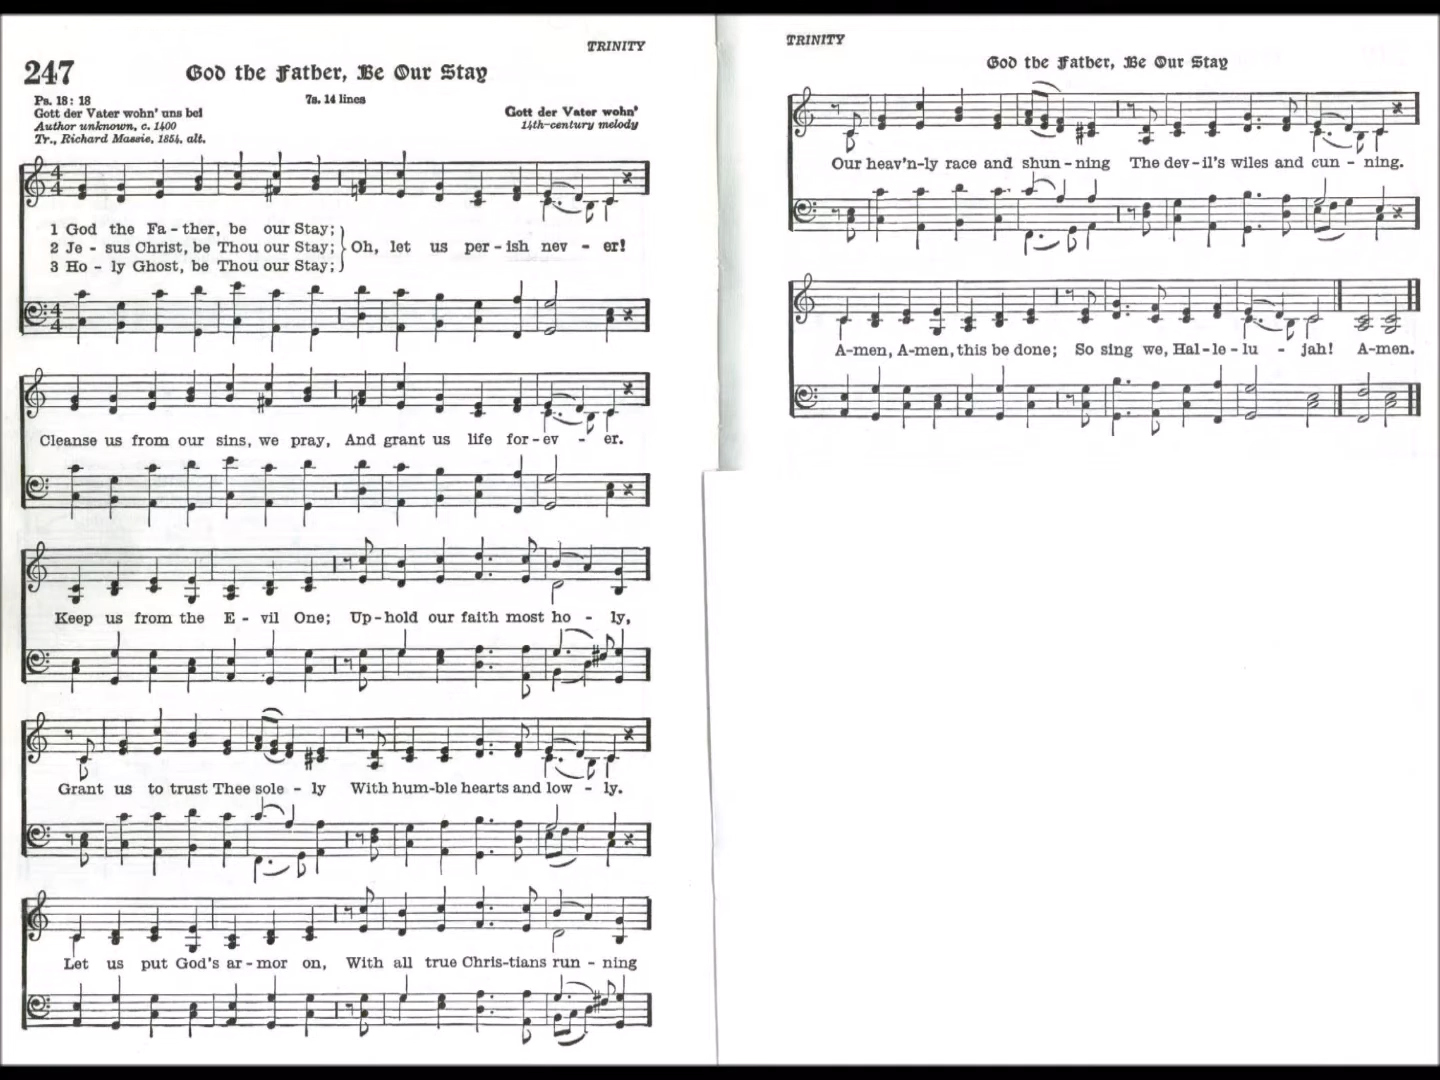 TRINITY
247
God the Father, Be Our Stay
Ps. 18: 18
7s. 14 lines
Gott der Vater wohn' uns bei
Gott der Vater wohn'
Author unknown, c. 1400
14th-century melody
Tr., Richard Massie, 1854, alt.
1 God the Fa - ther, be our Stay;
2 Je - sus Christ, be Thou our Stay; Oh, let us per - ish nev - er!
3 Ho - ly Ghost, be Thou our Stay;
Cleanse us from our sins, we pray, And grant us life for - ev - er.
Keep us from the E - vil One; Up - hold our faith most ho - ly,
Grant us to trust Thee sole - ly With hum-ble hearts and low - ly.
Let us put God's ar - mor on, With all true Chris-tians run - ning
TRINITY
God the Father, Be Our Stay
Our heav'n-ly race and shun - ning The dev - il's wiles and cun - ning.
A-men, A-men, this be done; So sing we, Hal - le - lu - jah! A-men.